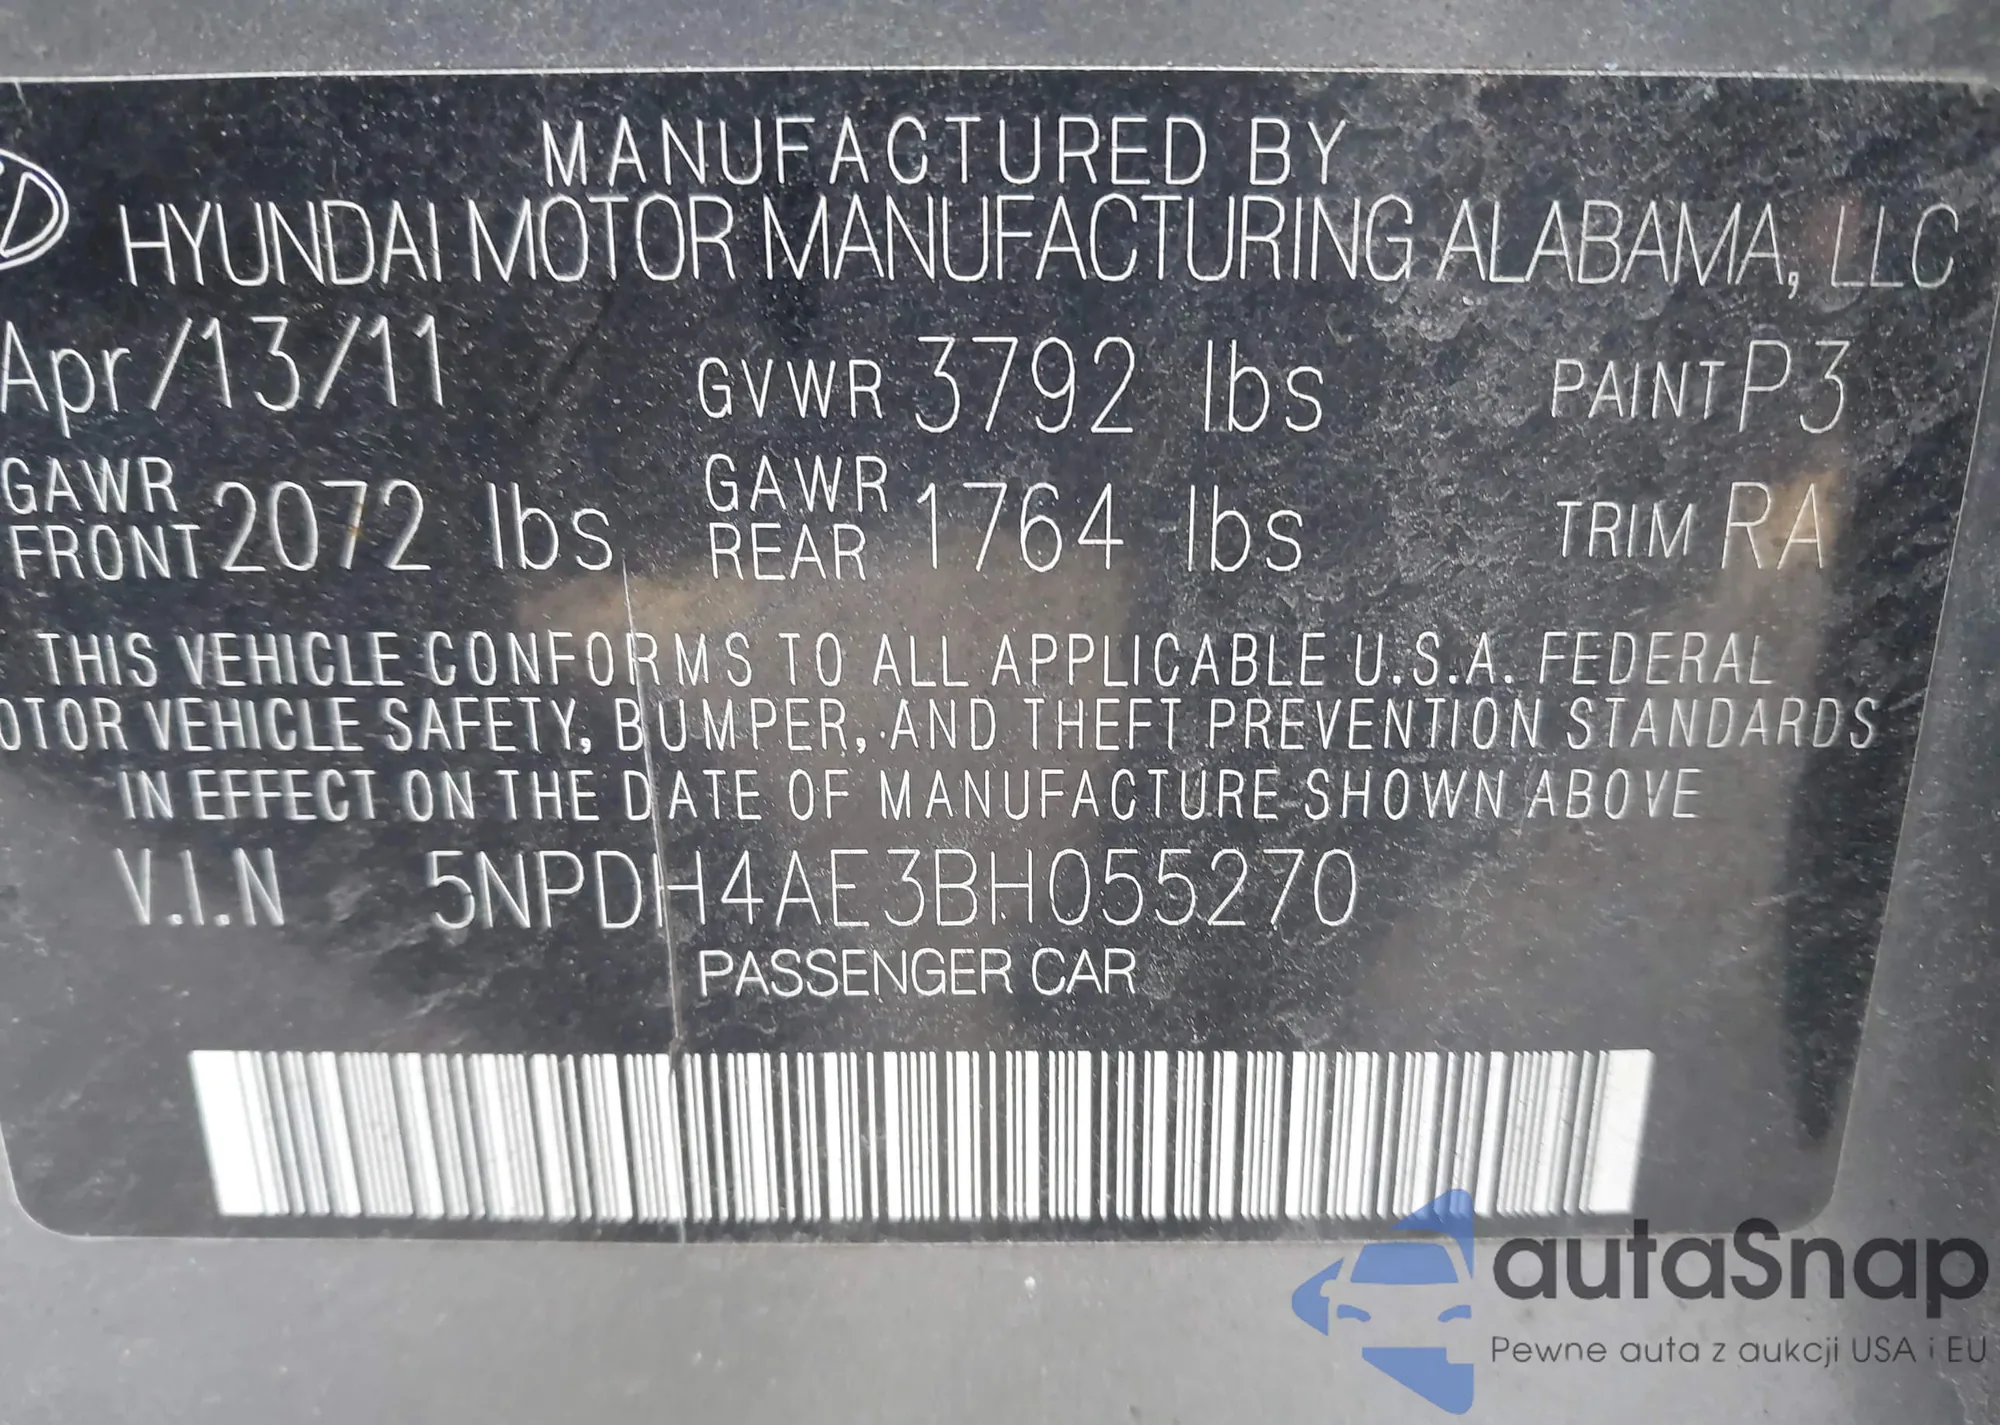 MANUFACTURED BY
HYUNDAI MOTOR MANUFACTURING ALABAMA, LLC
Apr/13/11 GVWR 3792 lbs PAINT P3
GAWR FRONT 2072 lbs GAWR REAR 1764 lbs TRIM RA
THIS VEHICLE CONFORMS TO ALL APPLICABLE U.S.A. FEDERAL
OTOR VEHICLE SAFETY, BUMPER, AND THEFT PREVENTION STANDARDS
IN EFFECT ON THE DATE OF MANUFACTURE SHOWN ABOVE
V.I.N 5NPDH4AE3BH055270
PASSENGER CAR
autaSnap
Pewne auta z aukcji USA i EU